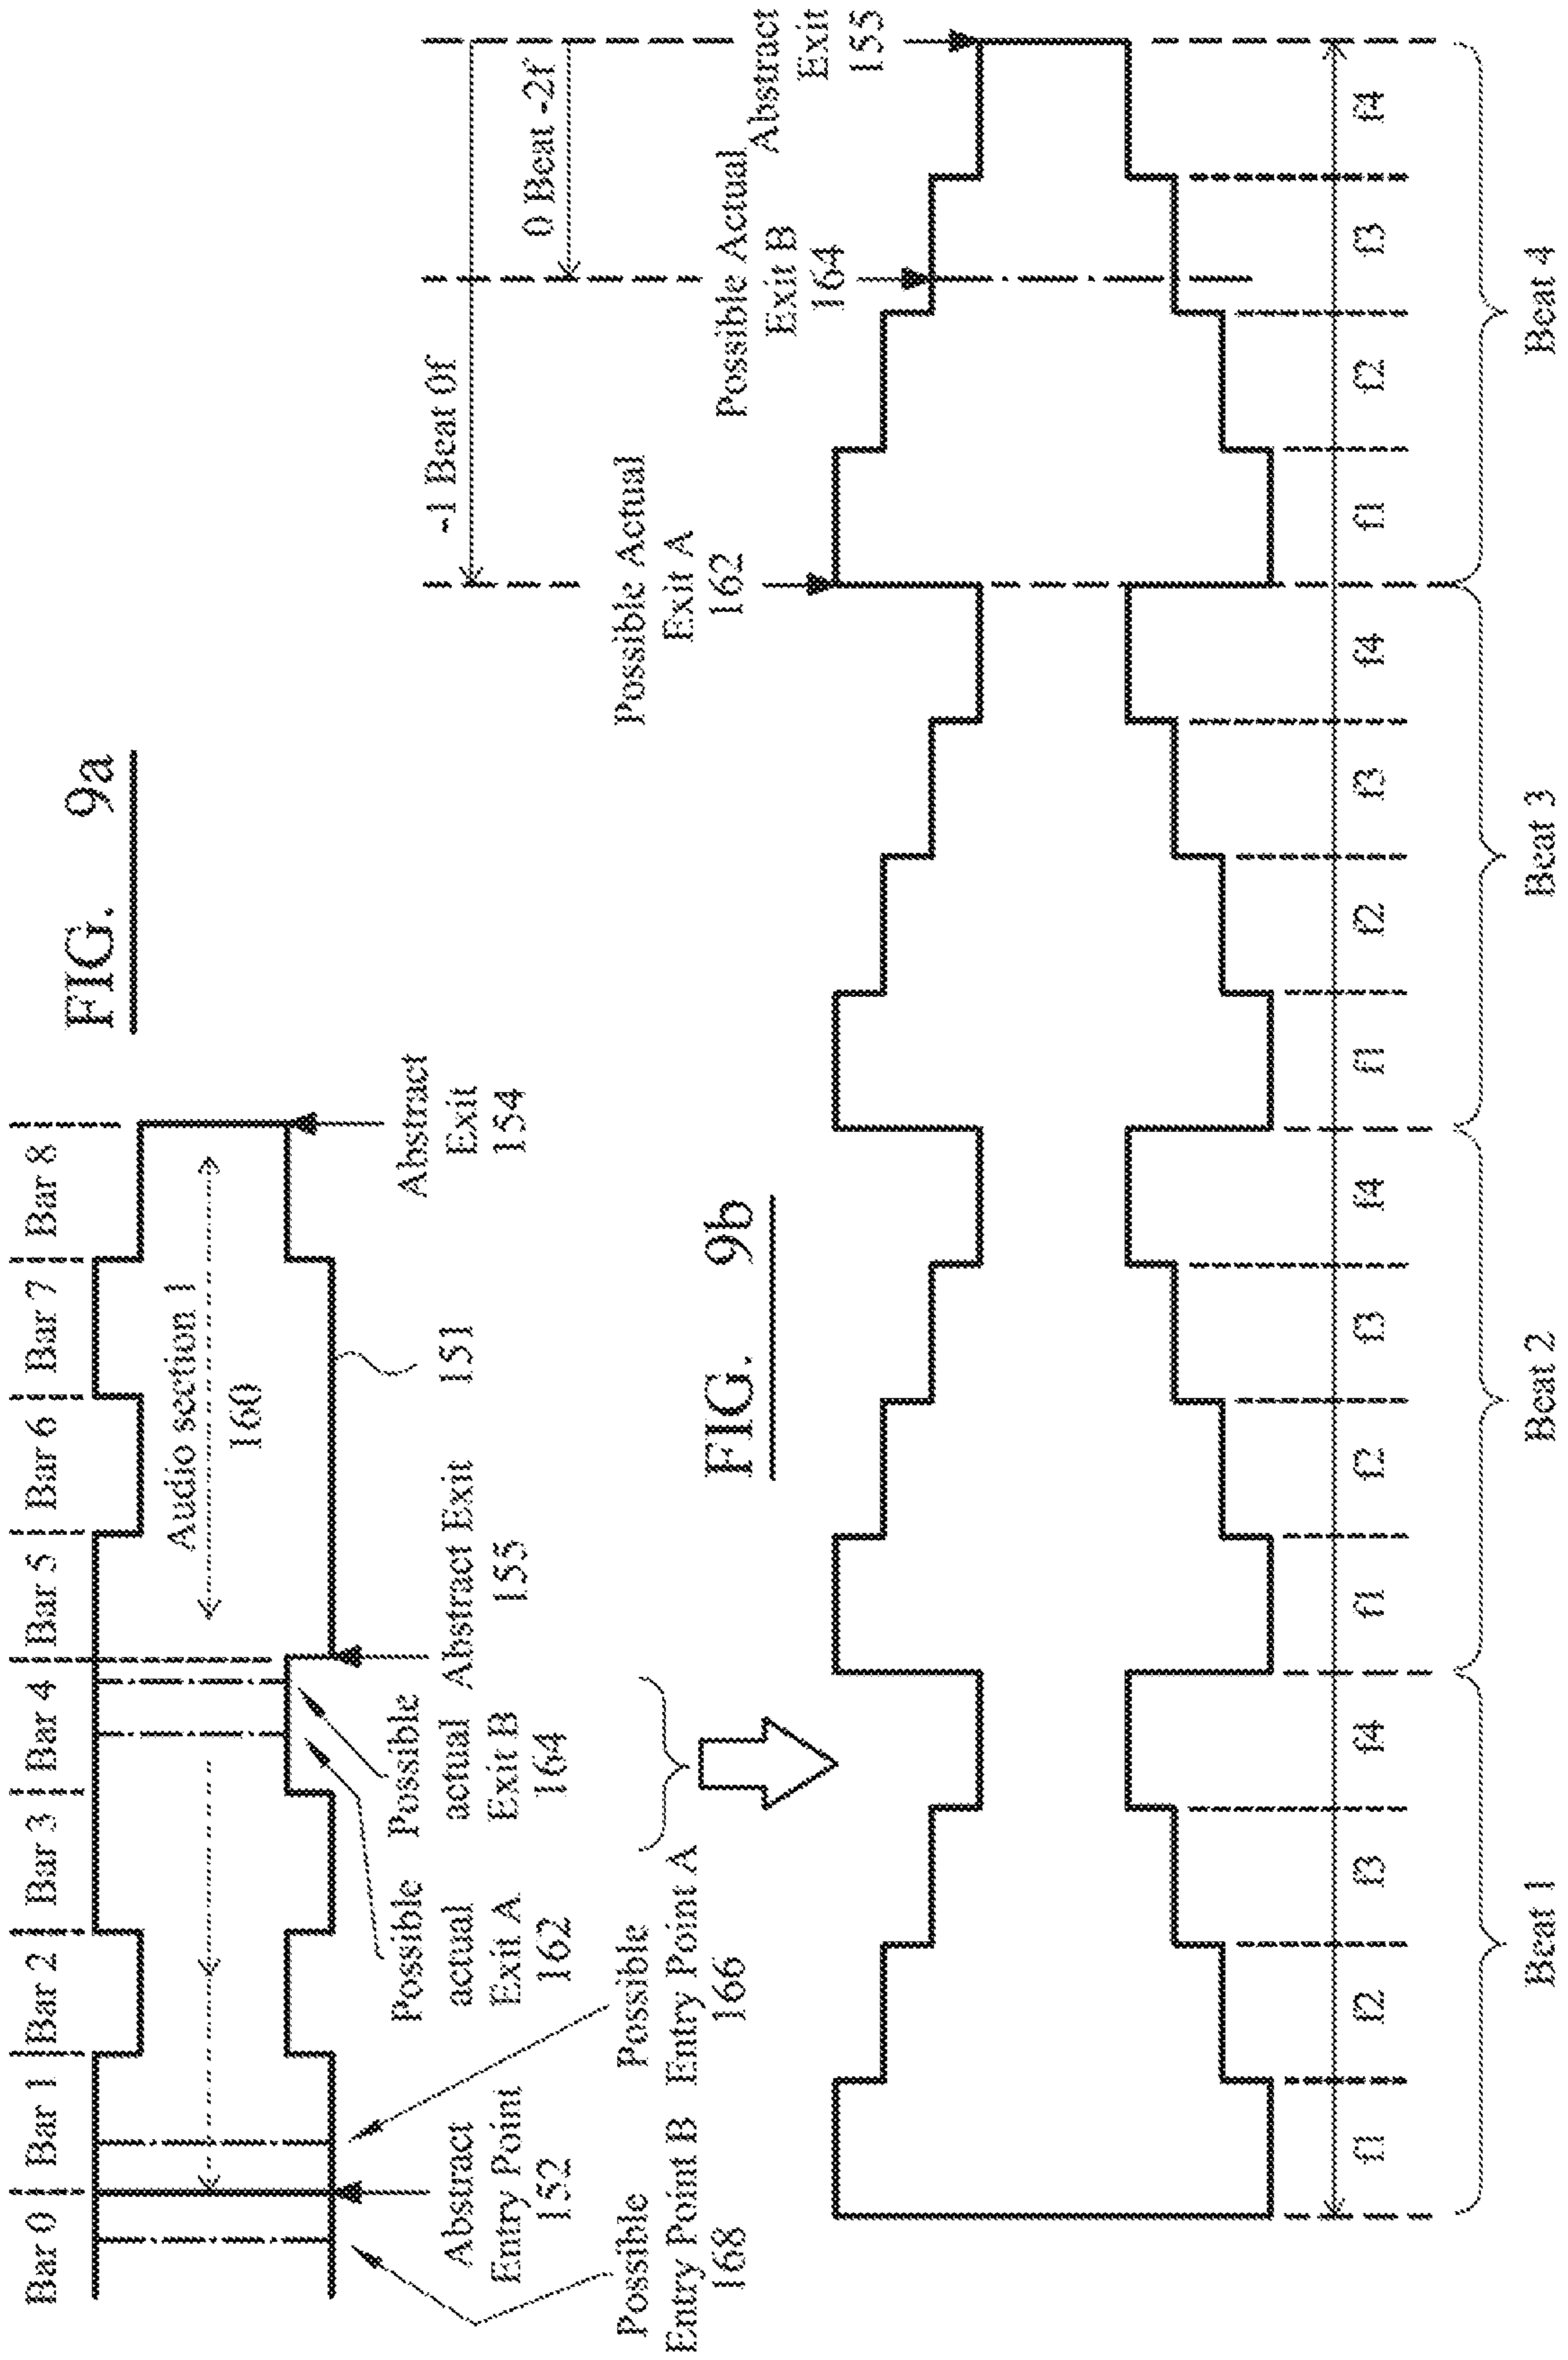 FIG. 9a
Bar 0
Bar 1
Bar 2
Bar 3
Bar 4
Bar 5
Bar 6
Bar 7
Bar 8
Audio section 1
160
Abstract
Entry Point
152
Possible
Entry Point B
168
Possible
Entry Point A
166
Possible
actual
Exit A
162
Possible
actual
Exit B
164
Abstract Exit
155
151
Abstract
Exit
154
FIG. 9b
-1 Beat 0f
0 Beat -2f
Possible Actual
Exit A
162
Possible Actual
Exit B
164
Abstract
Exit
155
f1
f2
f3
f4
f1
f2
f3
f4
f1
f2
f3
f4
f1
f2
f3
f4
Beat 1
Beat 2
Beat 3
Beat 4